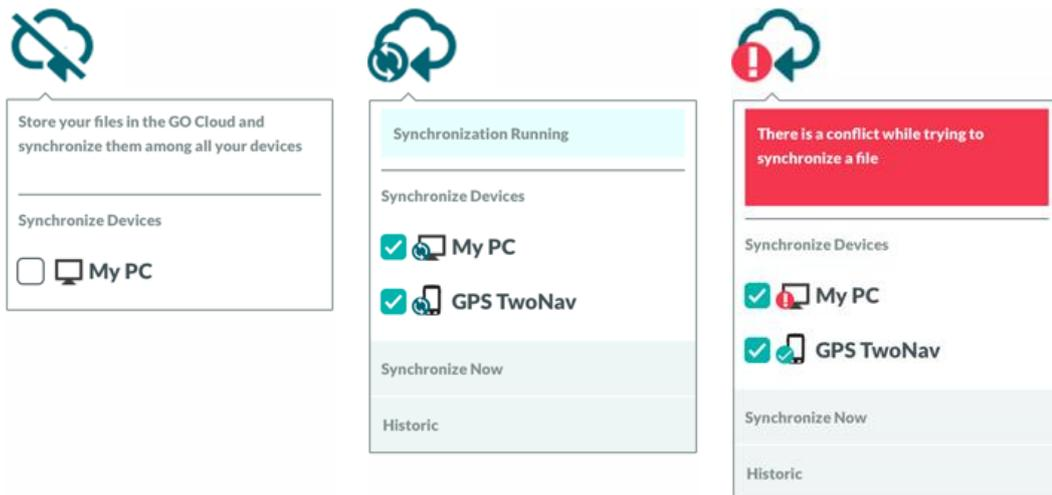 Store your files in the GO Cloud and
synchronize them among all your devices
Synchronize Devices
My PC
Synchronization Running
Synchronize Devices
My PC
GPS TwoNav
Synchronize Now
Historic
There is a conflict while trying to
synchronize a file
Synchronize Devices
My PC
GPS TwoNav
Synchronize Now
Historic